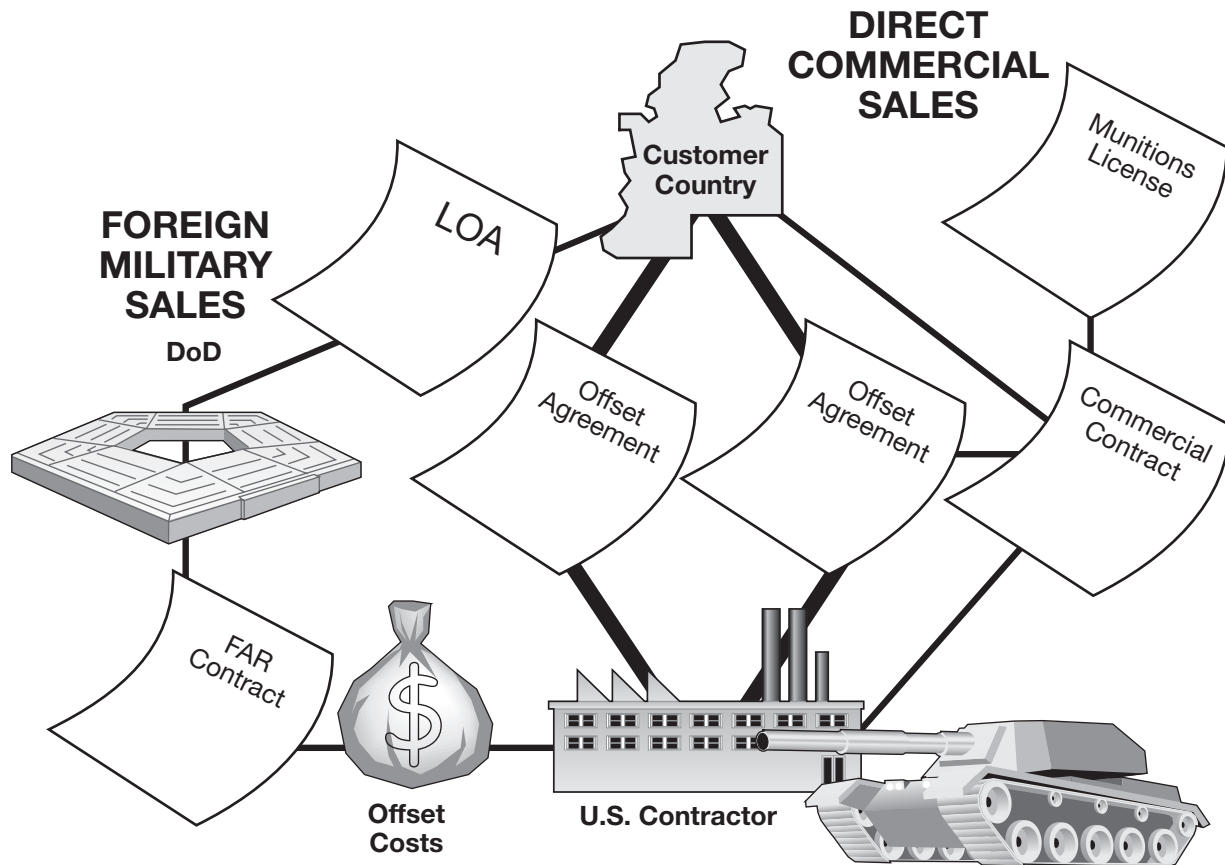 DIRECT
COMMERCIAL
SALES
Munitions
License
Customer
Country
LOA
FOREIGN
MILITARY
SALES
DoD
Offset
Agreement
Offset
Agreement
Commercial
Contract
FAR
Contract
$
Offset
Costs
U.S. Contractor